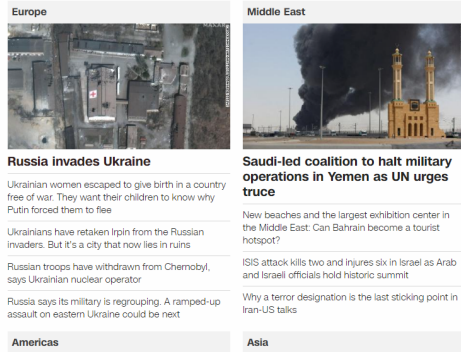 Europe
Russia invades Ukraine
Ukrainian women escaped to give birth in a country
free of war. They want their children to know why
Putin forced them to flee
Ukrainians have retaken Irpin from the Russian
invaders. But it's a city that now lies in ruins
Russian troops have withdrawn from Chernobyl,
says Ukrainian nuclear operator
Russia says its military is regrouping. A ramped-up
assault on eastern Ukraine could be next
Americas
Middle East
Saudi-led coalition to halt military
operations in Yemen as UN urges
truce
New beaches and the largest exhibition center in
the Middle East: Can Bahrain become a tourist
hotspot?
ISIS attack kills two and injures six in Israel as Arab
and Israeli officials hold historic summit
Why a terror designation is the last sticking point in
Iran-US talks
Asia